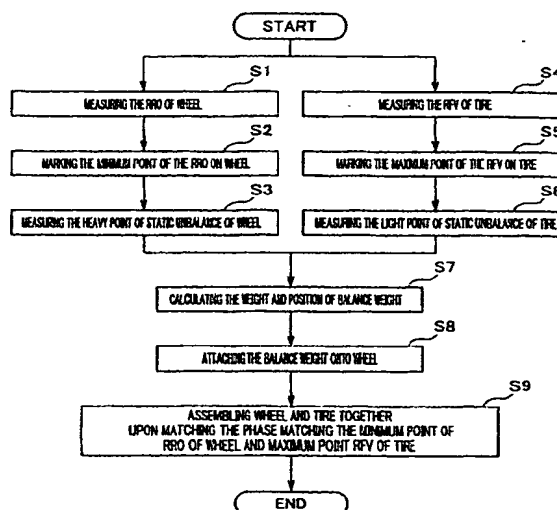 START
S1
MEASURING THE RRO OF WHEEL
S2
MARKING THE MINIMUM POINT OF THE RRO ON WHEEL
S3
MEASURING THE HEAVY POINT OF STATIC UNBALANCE OF WHEEL
S4
MEASURING THE RFV OF TIRE
S5
MARKING THE MAXIMUM POINT OF THE RFV ON TIRE
S6
MEASURING THE LIGHT POINT OF STATIC UNBALANCE OF TIRE
S7
CALCULATING THE WEIGHT AND POSITION OF BALANCE WEIGHT
S8
ATTACHING THE BALANCE WEIGHT ONTO WHEEL
S9
ASSEMBLING WHEEL AND TIRE TOGETHER
UPON MATCHING THE PHASE MATCHING THE MINIMUM POINT OF
RRO OF WHEEL AND MAXIMUM POINT RFV OF TIRE
END